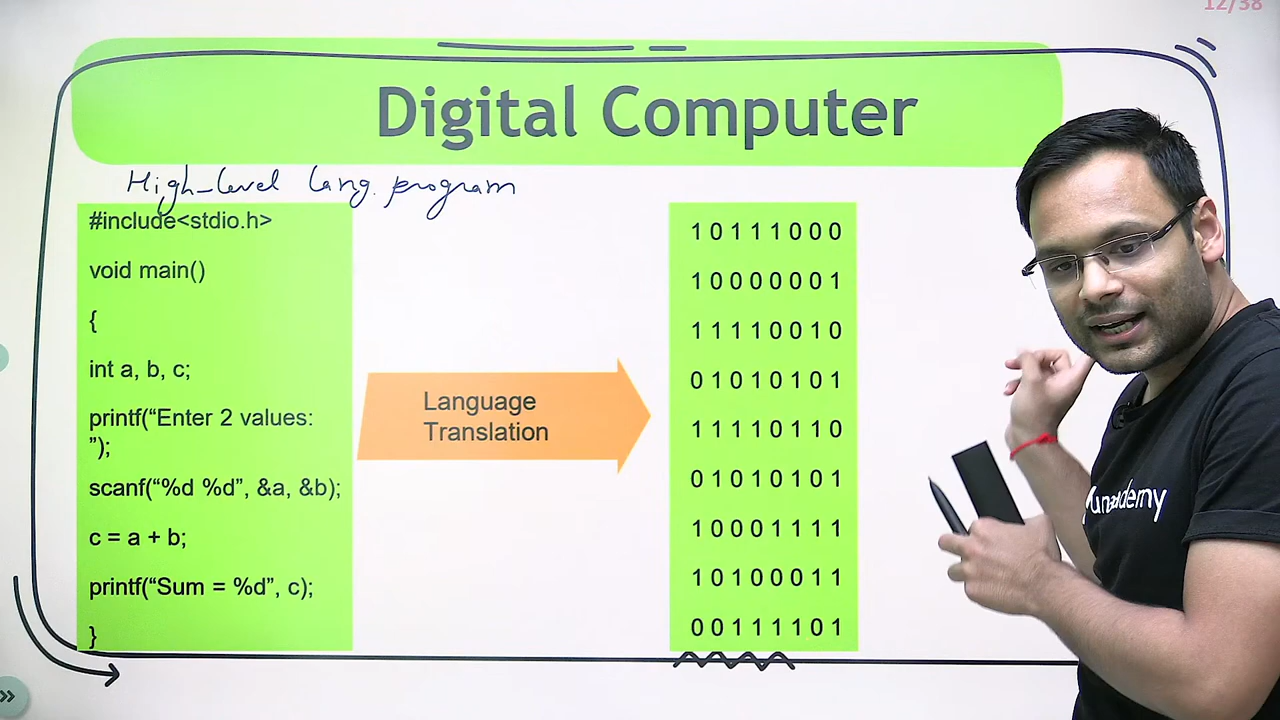 12/38
Digital Computer
High-level lang. program
#include<stdio.h>
void main()
{
int a, b, c;
printf(“Enter 2 values:
”);
scanf(“%d %d”, &a, &b);
c = a + b;
printf(“Sum = %d”, c);
}
Language
Translation
1 0 1 1 1 0 0 0
1 0 0 0 0 0 0 1
1 1 1 1 0 0 1 0
0 1 0 1 0 1 0 1
1 1 1 1 0 1 1 0
0 1 0 1 0 1 0 1
1 0 0 0 1 1 1 1
1 0 1 0 0 0 1 1
0 0 1 1 1 1 0 1
»